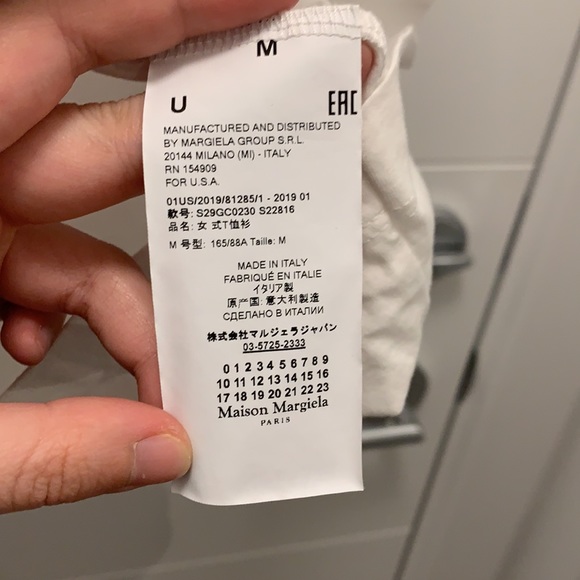 M
U EAC
MANUFACTURED AND DISTRIBUTED
BY MARGIELA GROUP S.R.L.
20144 MILANO (MI) - ITALY
RN 154909
FOR U.S.A.
01US/2019/81285/1 - 2019 01
款号: S29GC0230 S22816
品名: 女 式T恤衫
M 号型: 165/88A Taille: M
MADE IN ITALY
FABRIQUÉ EN ITALIE
イタリア製
原产国: 意大利製造
СДЕЛАНО В ИТАЛИИ
株式会社マルジェラジャパン
03-5725-2333
0 1 2 3 4 5 6 7 8 9
10 11 12 13 14 15 16
17 18 19 20 21 22 23
Maison Margiela
PARIS